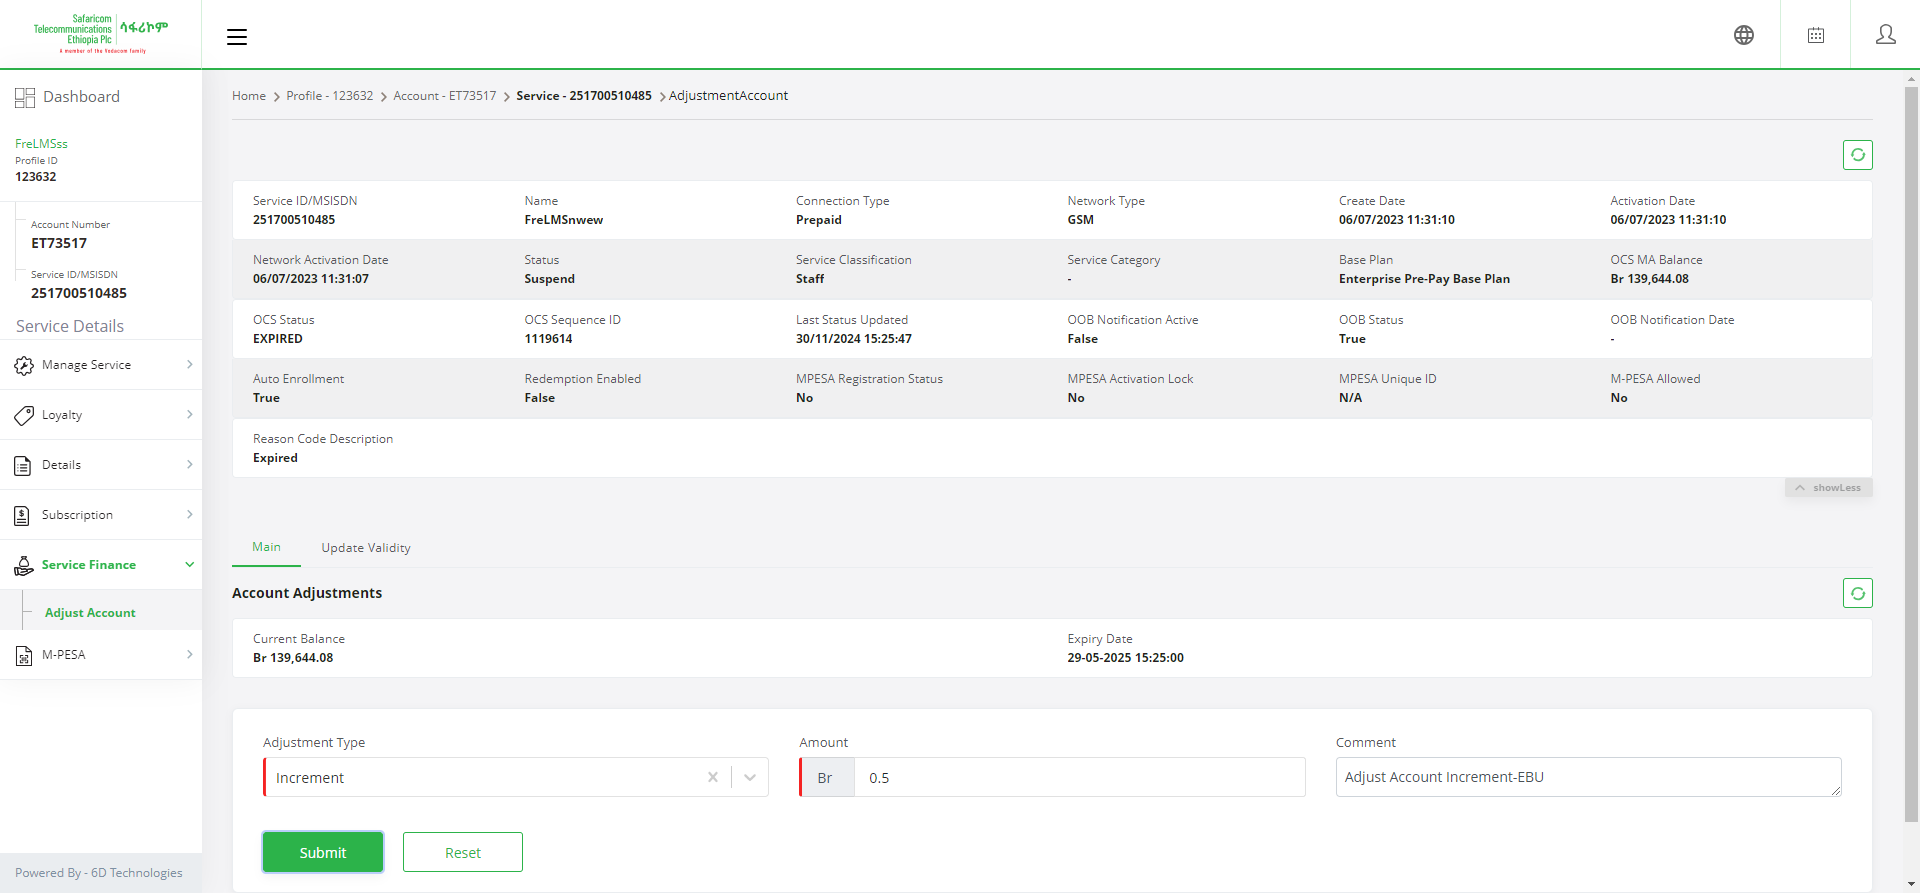 Safaricom
Telecommunications
Ethiopia Plc
ሳፋሪኮም
A member of the Vodacom family
Home
Profile - 123632
Account - ET73517
Service - 251700510485
AdjustmentAccount
Dashboard
FreLMSss
Profile ID
123632
Account Number
ET73517
Service ID/MSISDN
251700510485
Service Details
Manage Service
Loyalty
Details
Subscription
Service Finance
Adjust Account
M-PESA
Powered By - 6D Technologies
Service ID/MSISDN
251700510485
Name
FreLMSnwew
Connection Type
Prepaid
Network Type
GSM
Create Date
06/07/2023 11:31:10
Activation Date
06/07/2023 11:31:10
Network Activation Date
06/07/2023 11:31:07
Status
Suspend
Service Classification
Staff
Service Category
-
Base Plan
Enterprise Pre-Pay Base Plan
OCS MA Balance
Br 139,644.08
OCS Status
EXPIRED
OCS Sequence ID
1119614
Last Status Updated
30/11/2024 15:25:47
OOB Notification Active
False
OOB Status
True
OOB Notification Date
-
Auto Enrollment
True
Redemption Enabled
False
MPESA Registration Status
No
MPESA Activation Lock
No
MPESA Unique ID
N/A
M-PESA Allowed
No
Reason Code Description
Expired
showLess
Main
Update Validity
Account Adjustments
Current Balance
Br 139,644.08
Expiry Date
29-05-2025 15:25:00
Adjustment Type
Increment
Amount
Br
0.5
Comment
Adjust Account Increment-EBU
Submit
Reset